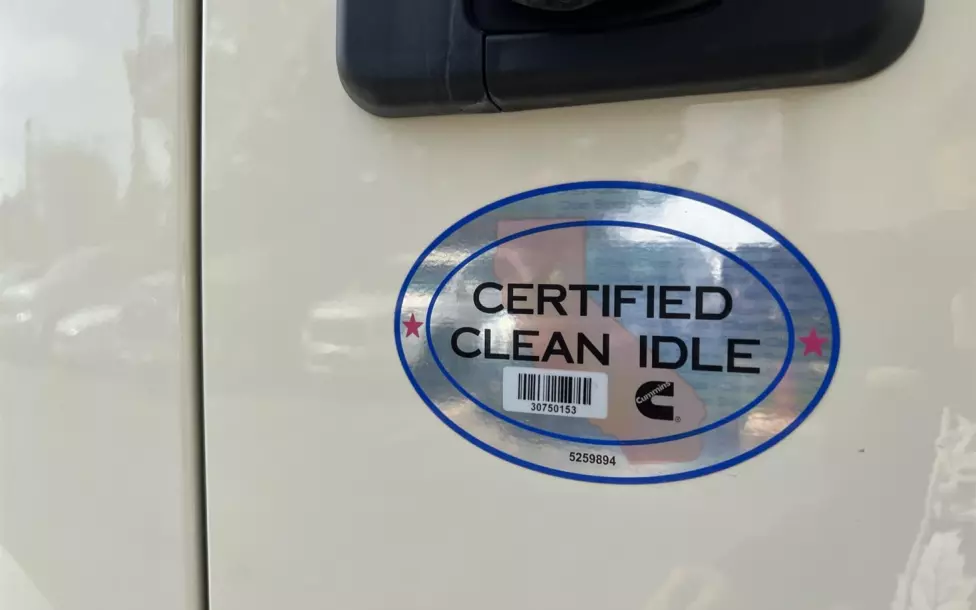 CERTIFIED
CLEAN IDLE
30750153
Cummins
5259894